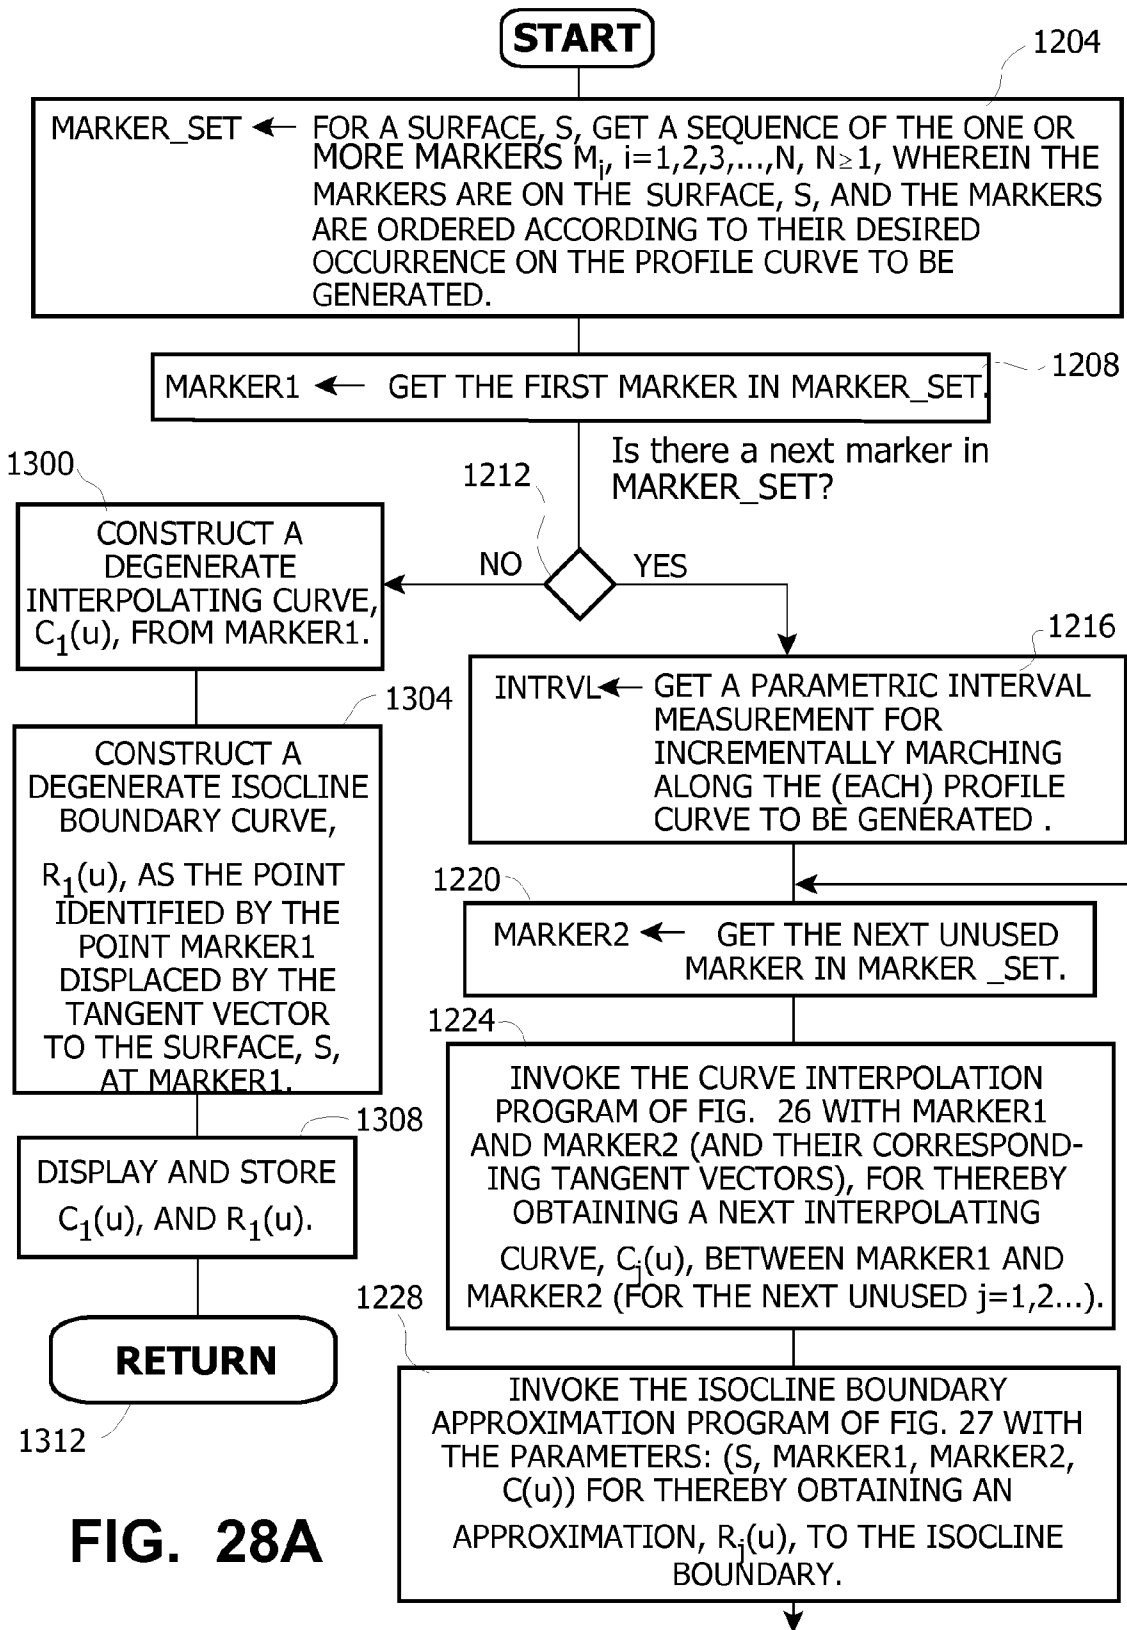 START
1204
MARKER_SET ← FOR A SURFACE, S, GET A SEQUENCE OF THE ONE OR
MORE MARKERS Mi, i=1,2,3,...,N, N≥1, WHEREIN THE
MARKERS ARE ON THE SURFACE, S, AND THE MARKERS
ARE ORDERED ACCORDING TO THEIR DESIRED
OCCURRENCE ON THE PROFILE CURVE TO BE
GENERATED.
1208
MARKER1 ← GET THE FIRST MARKER IN MARKER_SET.
1212
Is there a next marker in
MARKER_SET?
NO
YES
1300
CONSTRUCT A
DEGENERATE
INTERPOLATING CURVE,
C1(u), FROM MARKER1.
1304
CONSTRUCT A
DEGENERATE ISOCLINE
BOUNDARY CURVE,
R1(u), AS THE POINT
IDENTIFIED BY THE
POINT MARKER1
DISPLACED BY THE
TANGENT VECTOR
TO THE SURFACE, S,
AT MARKER1.
1308
DISPLAY AND STORE
C1(u), AND R1(u).
RETURN
1312
1216
INTRVL ← GET A PARAMETRIC INTERVAL
MEASUREMENT FOR
INCREMENTALLY MARCHING
ALONG THE (EACH) PROFILE
CURVE TO BE GENERATED .
1220
MARKER2 ← GET THE NEXT UNUSED
MARKER IN MARKER _SET.
1224
INVOKE THE CURVE INTERPOLATION
PROGRAM OF FIG. 26 WITH MARKER1
AND MARKER2 (AND THEIR CORRESPOND-
ING TANGENT VECTORS), FOR THEREBY
OBTAINING A NEXT INTERPOLATING
CURVE, Cj(u), BETWEEN MARKER1 AND
MARKER2 (FOR THE NEXT UNUSED j=1,2...).
1228
INVOKE THE ISOCLINE BOUNDARY
APPROXIMATION PROGRAM OF FIG. 27 WITH
THE PARAMETERS: (S, MARKER1, MARKER2,
C(u)) FOR THEREBY OBTAINING AN
APPROXIMATION, Rj(u), TO THE ISOCLINE
BOUNDARY.
FIG. 28A